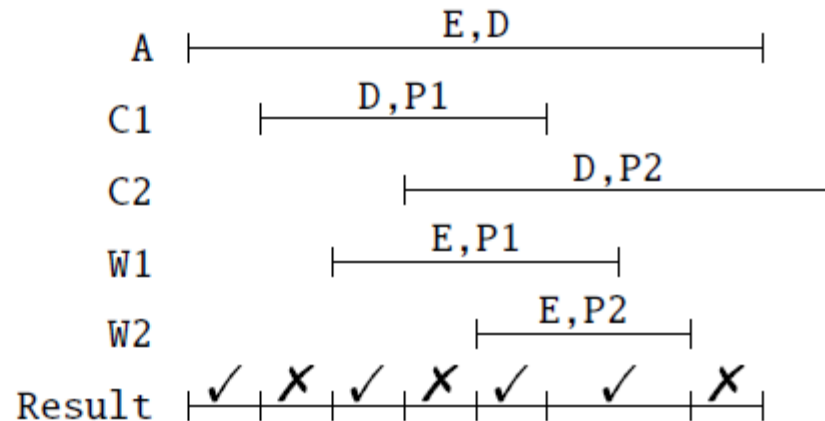 A E,D
C1 D,P1
C2 D,P2
W1 E,P1
W2 E,P2
Result ✓ ✗ ✓ ✗ ✓ ✓ ✗